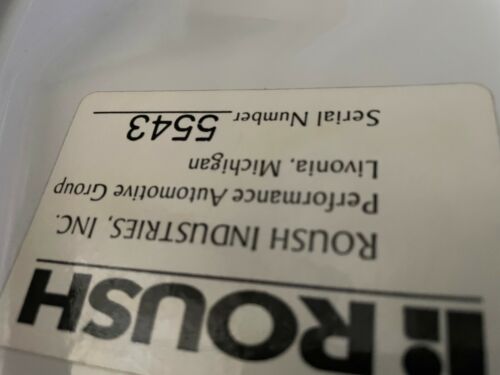 ROUSH
ROUSH INDUSTRIES, INC.
Performance Automotive Group
Livonia, Michigan
Serial Number 5543